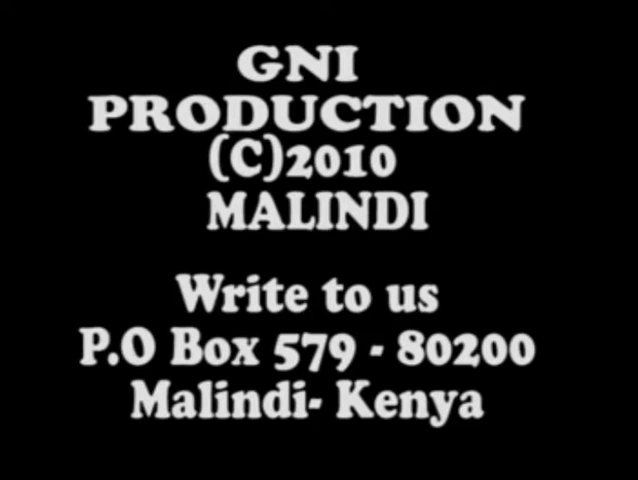 GNI
PRODUCTION
(C)2010
MALINDI
Write to us
P.O Box 579 - 80200
Malindi- Kenya